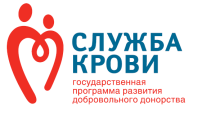 СЛУЖБА
КРОВИ
государственная
программа развития
добровольного донорства